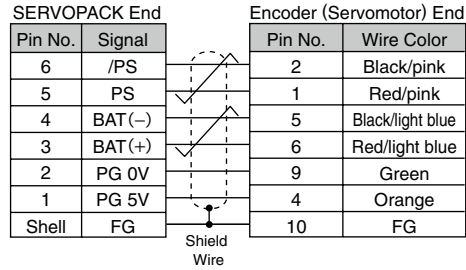 SERVOPACK End Encoder (Servomotor) End
Pin No. Signal Pin No. Wire Color
6 /PS 2 Black/pink
5 PS 1 Red/pink
4 BAT(−) 5 Black/light blue
3 BAT(+) 6 Red/light blue
2 PG 0V 9 Green
1 PG 5V 4 Orange
Shell FG 10 FG
Shield
Wire